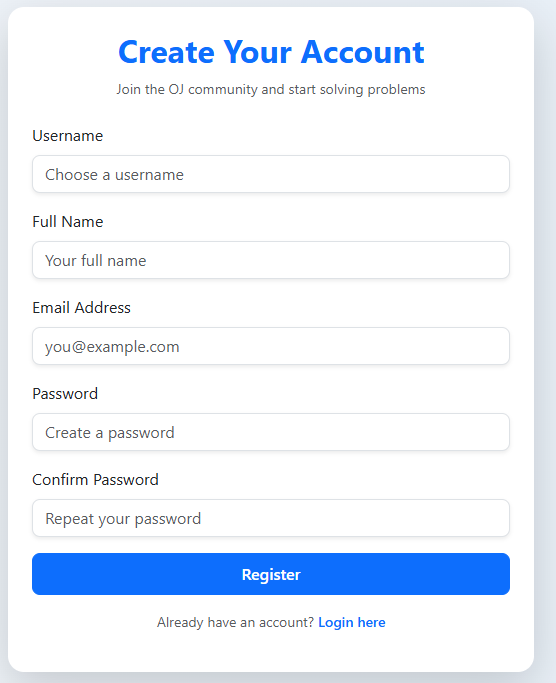 Create Your Account
Join the OJ community and start solving problems
Username
Choose a username
Full Name
Your full name
Email Address
you@example.com
Password
Create a password
Confirm Password
Repeat your password
Register
Already have an account? Login here